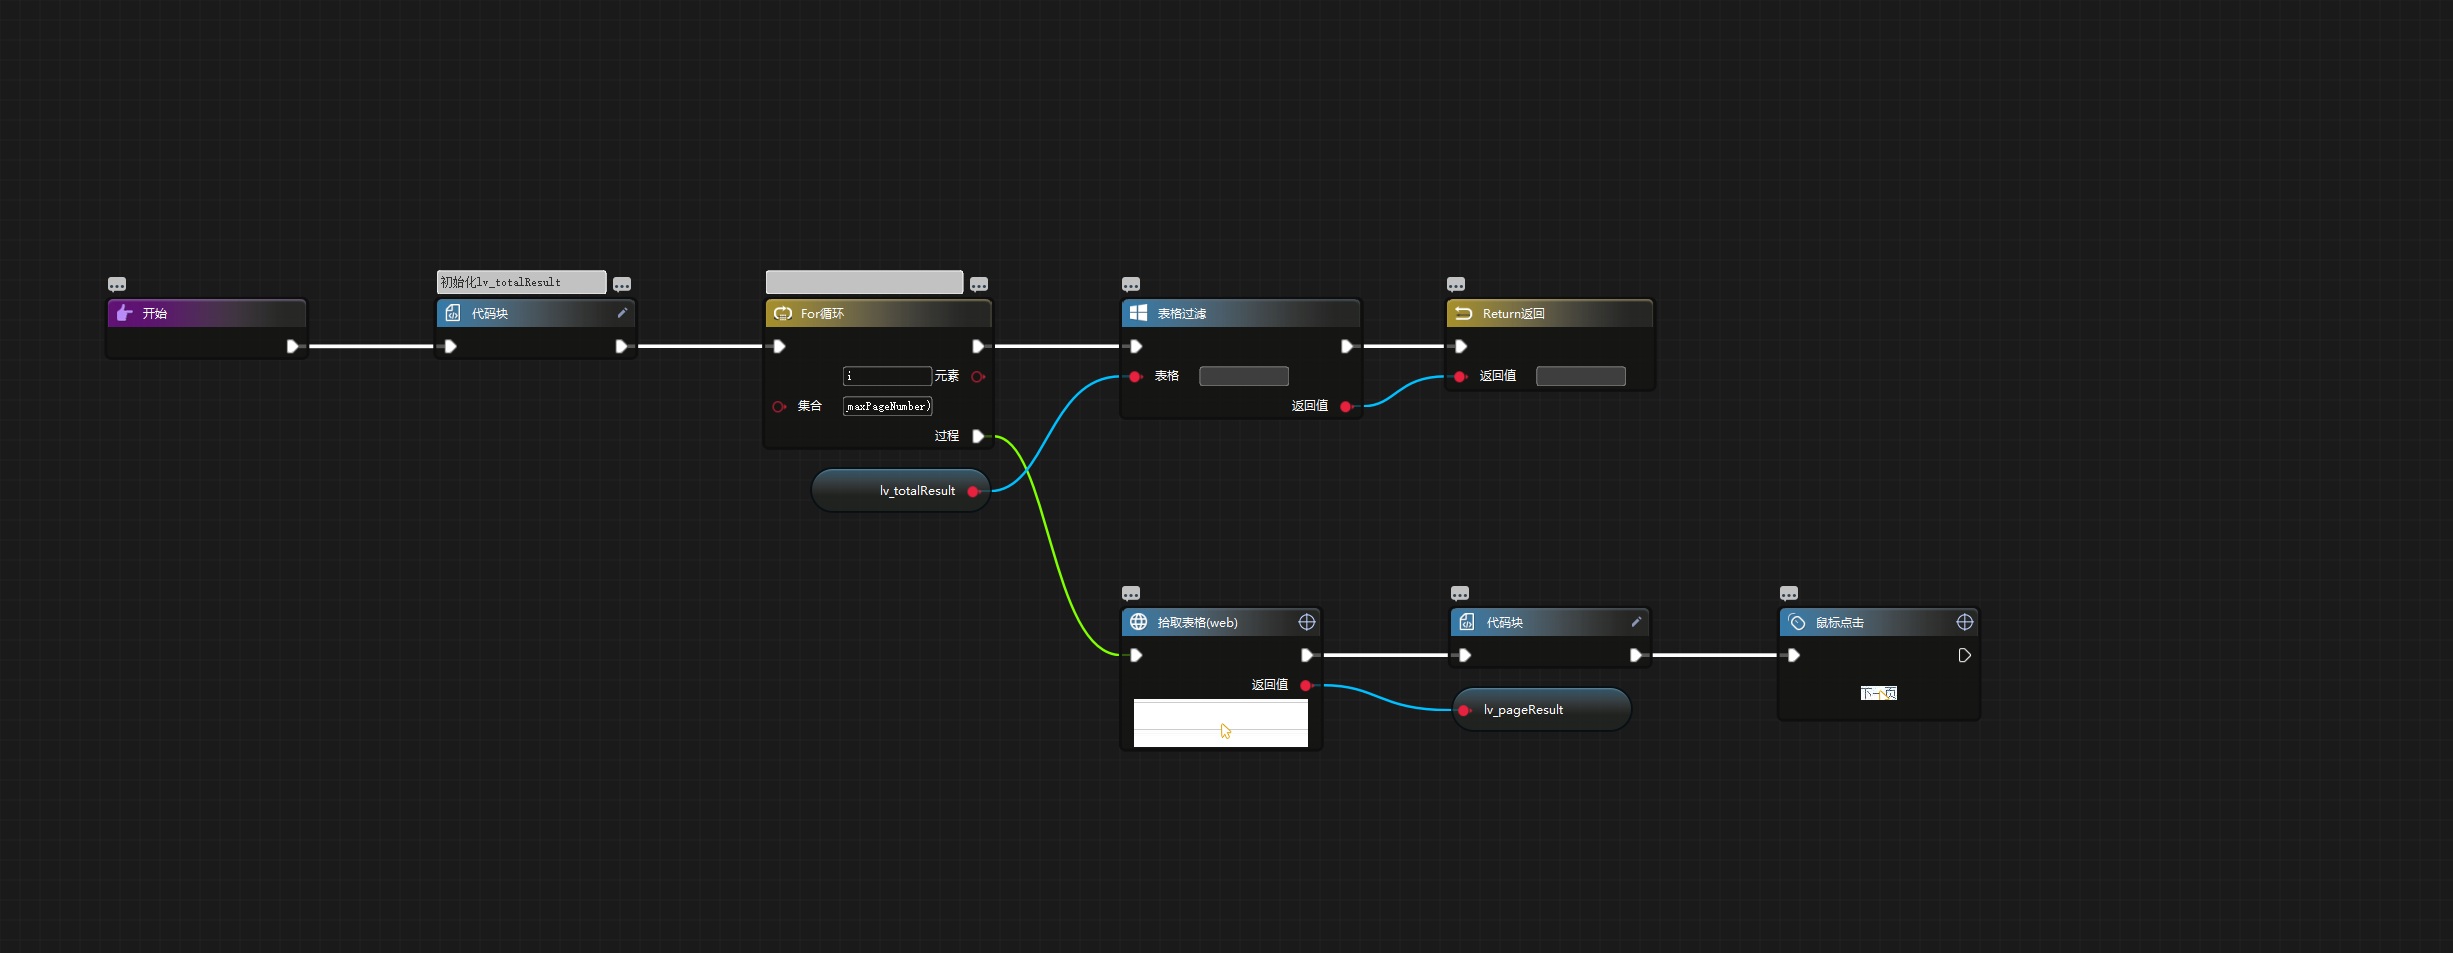 初始化lv_totalResult
开始
代码块
For循环
表格过滤
Return返回
i 元素
表格
返回值
集合 maxPageNumber)
返回值
过程
lv_totalResult
拾取表格(web)
代码块
鼠标点击
返回值
下一页
lv_pageResult